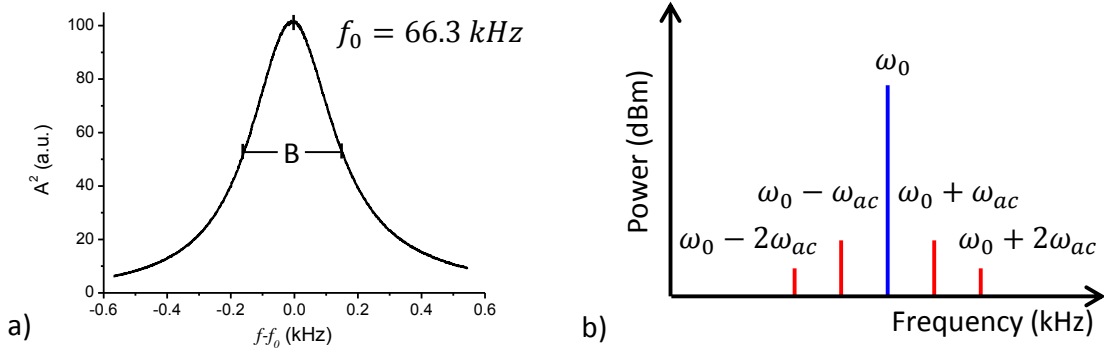 f₀ = 66.3 kHz
100
80
60
40
20
0
A² (a.u.)
B
-0.6 -0.4 -0.2 0.0 0.2 0.4 0.6
f-f₀ (kHz)
a)
Power (dBm)
ω₀
ω₀ − ωₐc ω₀ + ωₐc
ω₀ − 2ωₐc ω₀ + 2ωₐc
Frequency (kHz)
b)